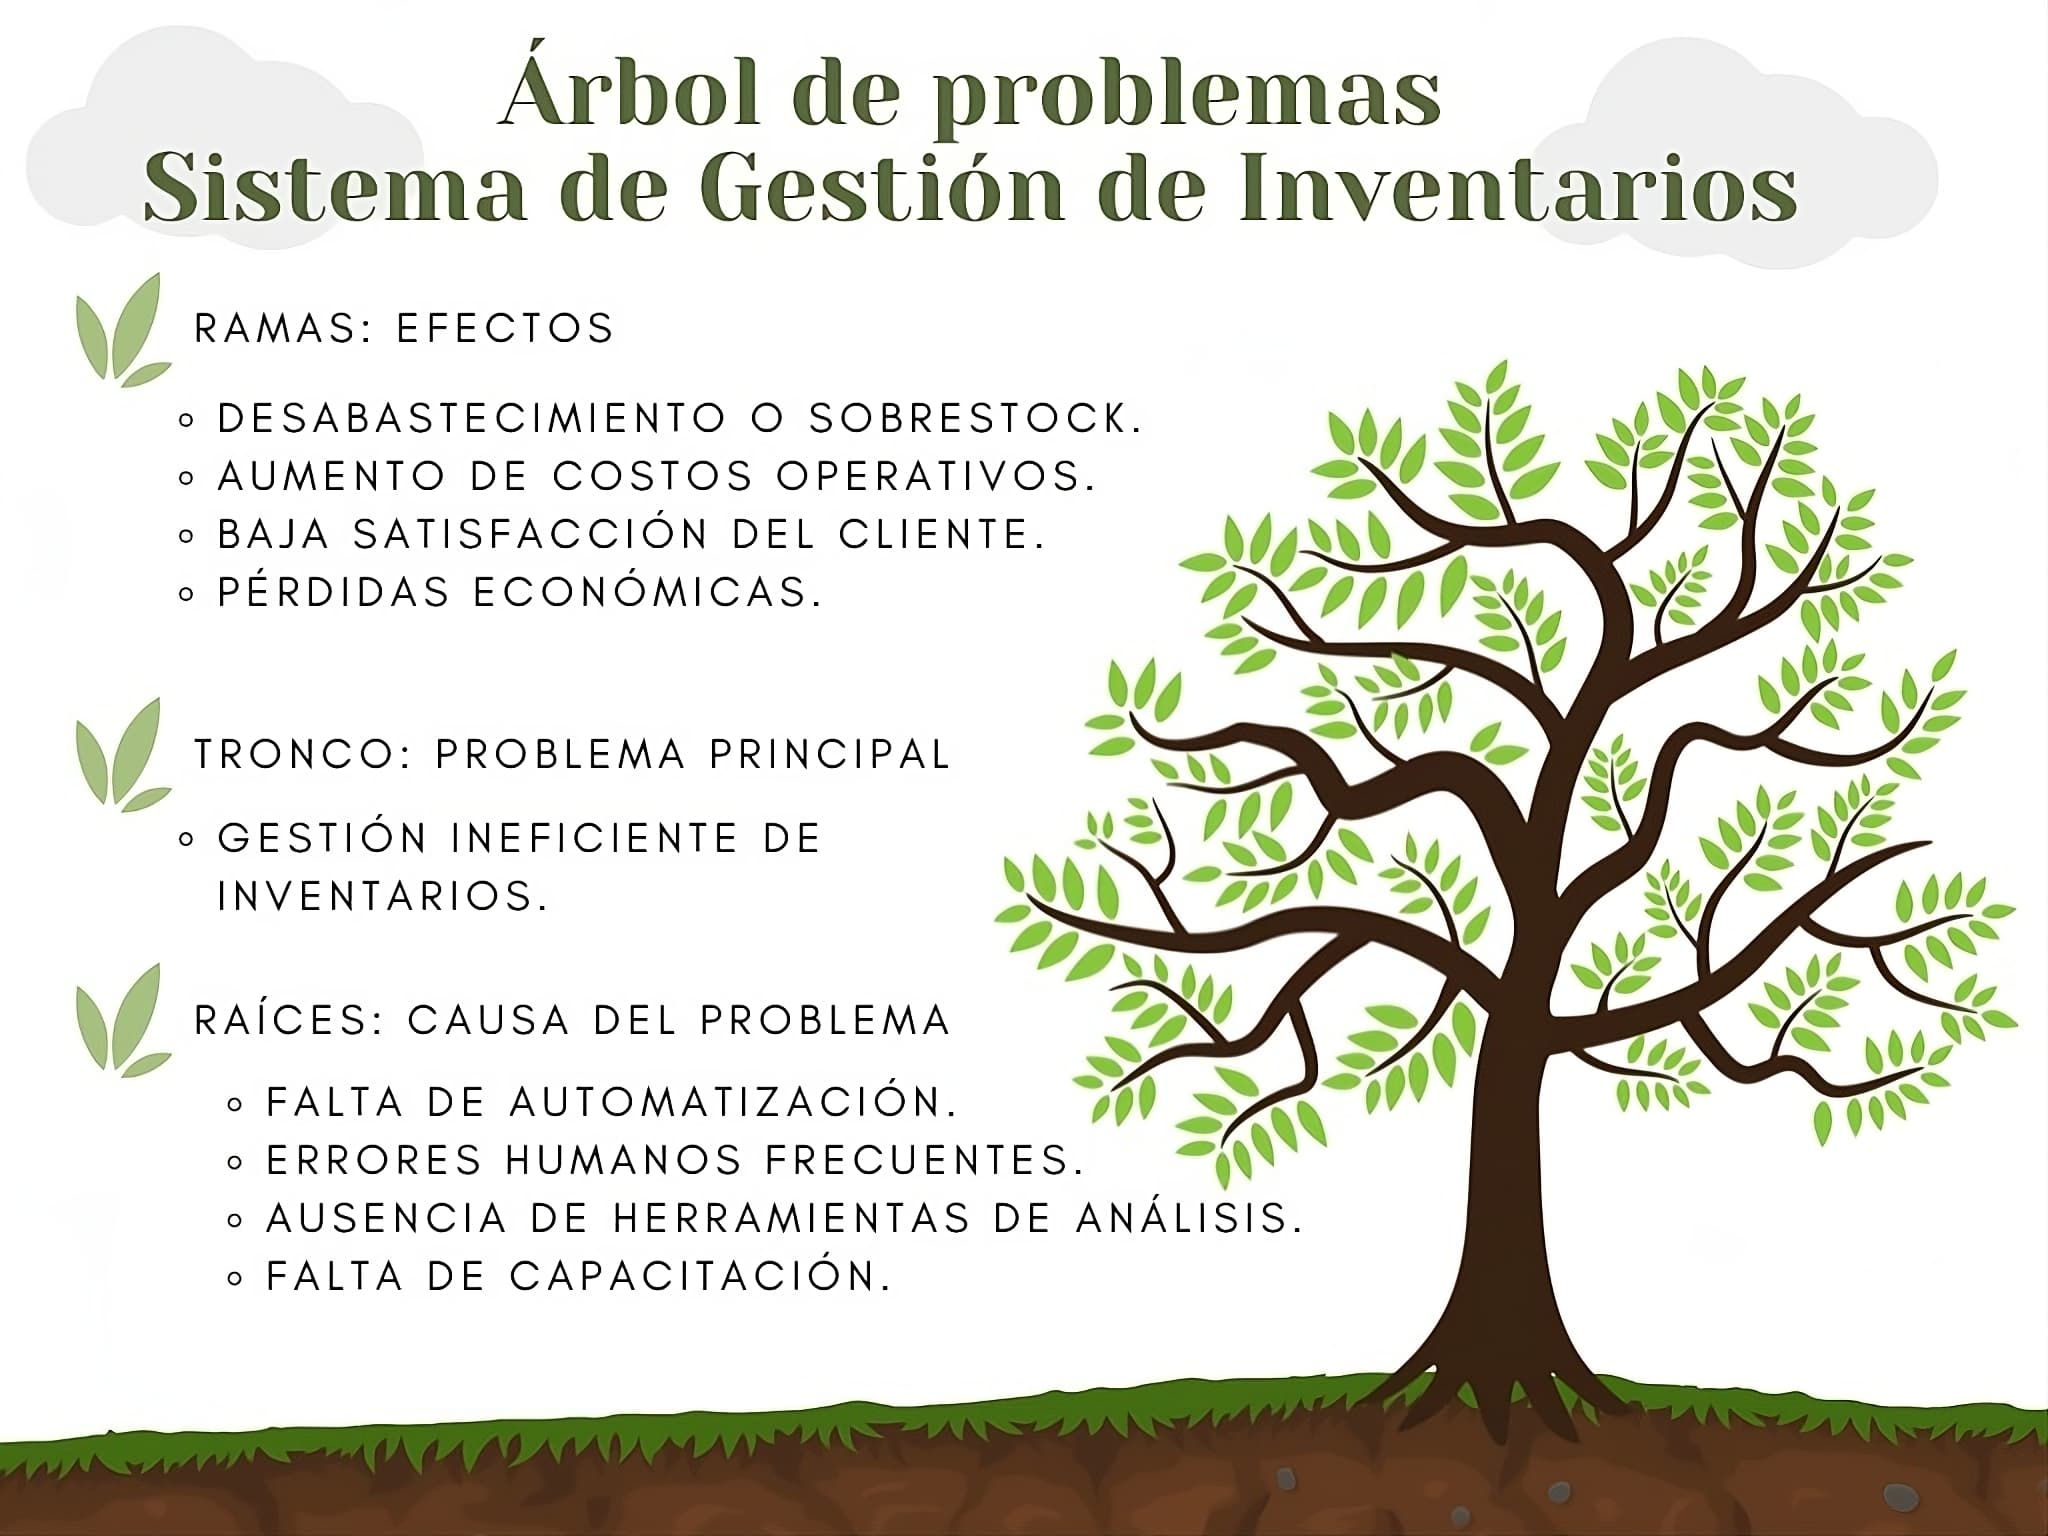 Árbol de problemas
Sistema de Gestión de Inventarios
RAMAS: EFECTOS
DESABASTECIMIENTO O SOBRESTOCK.
AUMENTO DE COSTOS OPERATIVOS.
BAJA SATISFACCIÓN DEL CLIENTE.
PÉRDIDAS ECONÓMICAS.
TRONCO: PROBLEMA PRINCIPAL
GESTIÓN INEFICIENTE DE
INVENTARIOS.
RAÍCES: CAUSA DEL PROBLEMA
FALTA DE AUTOMATIZACIÓN.
ERRORES HUMANOS FRECUENTES.
AUSENCIA DE HERRAMIENTAS DE ANÁLISIS.
FALTA DE CAPACITACIÓN.